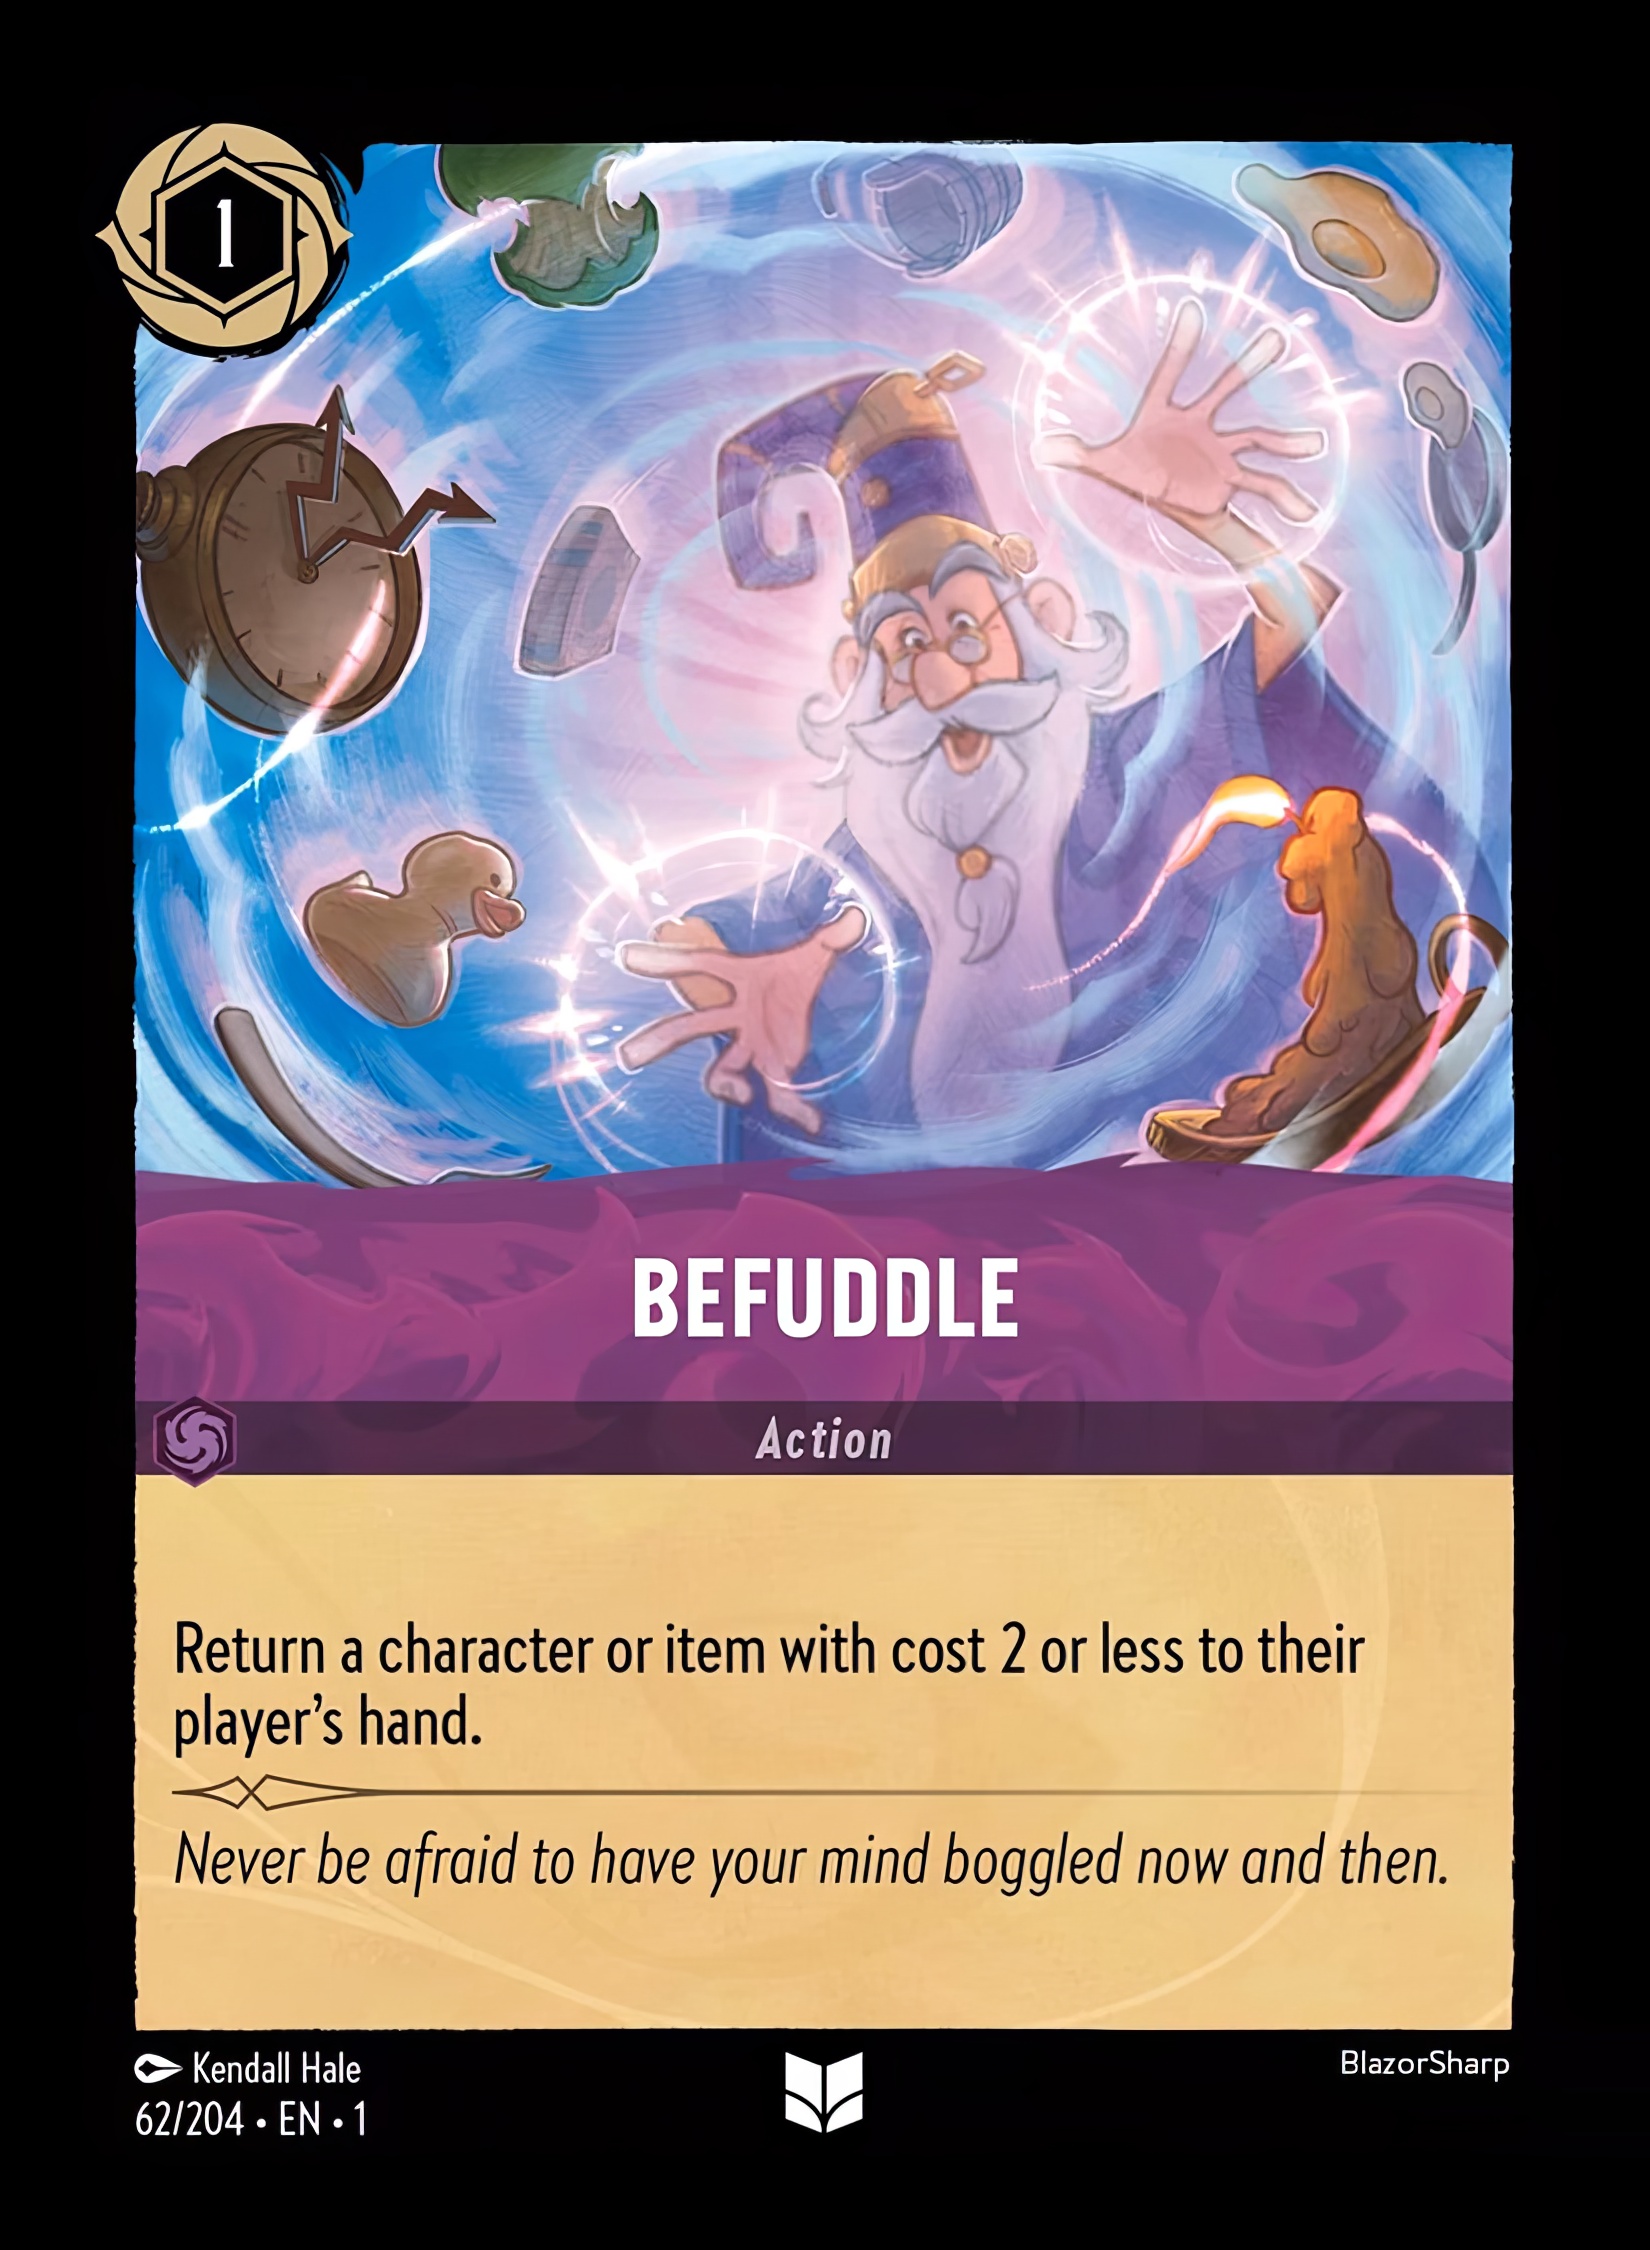 1
BEFUDDLE
Action
Return a character or item with cost 2 or less to their
player's hand.
Never be afraid to have your mind boggled now and then.
Kendall Hale
BlazorSharp
62/204 • EN • 1